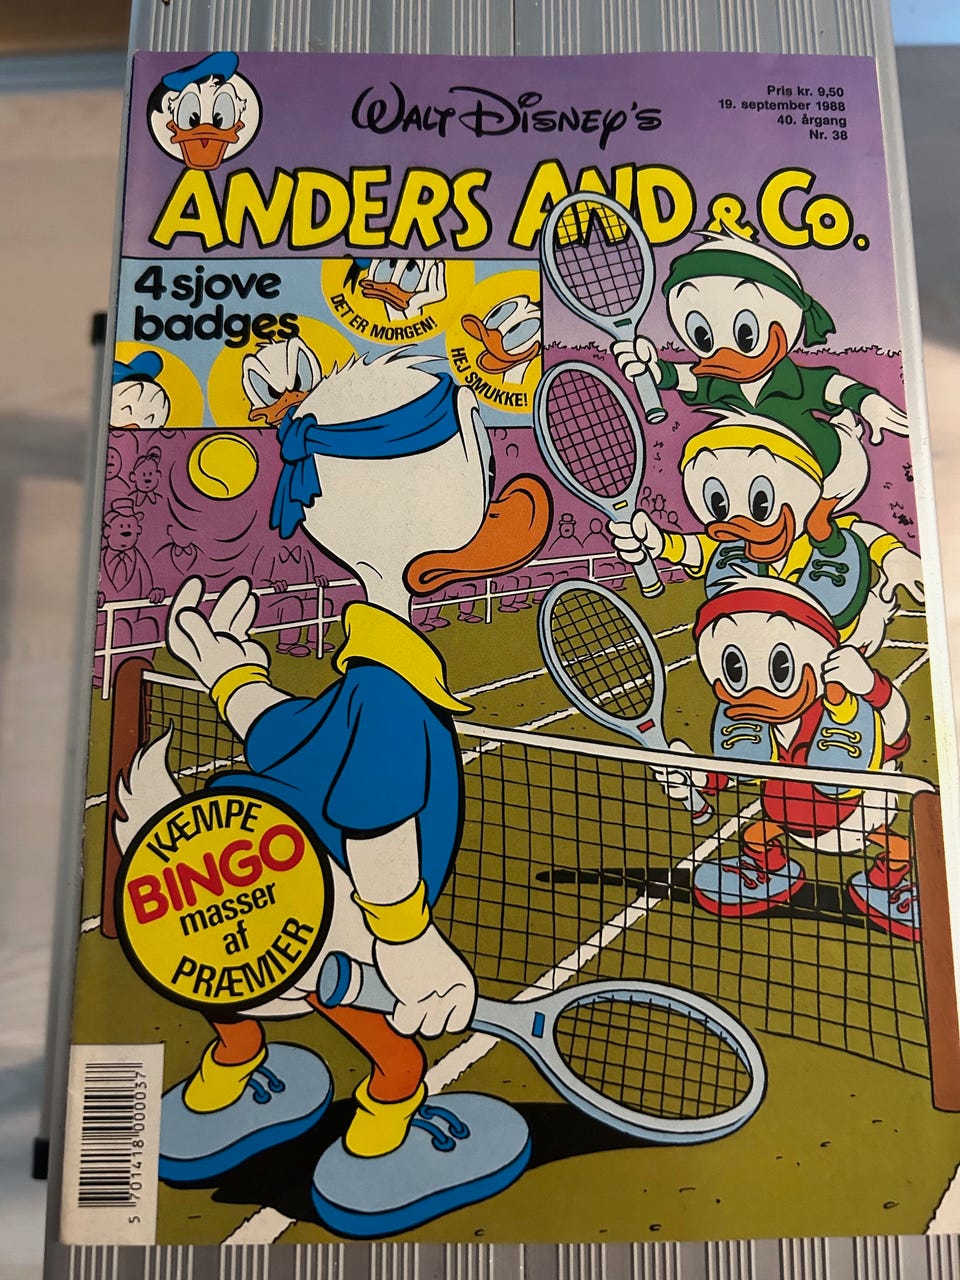 WALT DISNEY'S
Pris kr. 9,50
19. september 1988
40. årgang
Nr. 38
ANDERS AND & Co.
4 sjove
badges
DET ER MORGEN!
HEJ SMUKKE!
KÆMPE
BINGO
masser
af
PRÆMIER
5 701418 000037